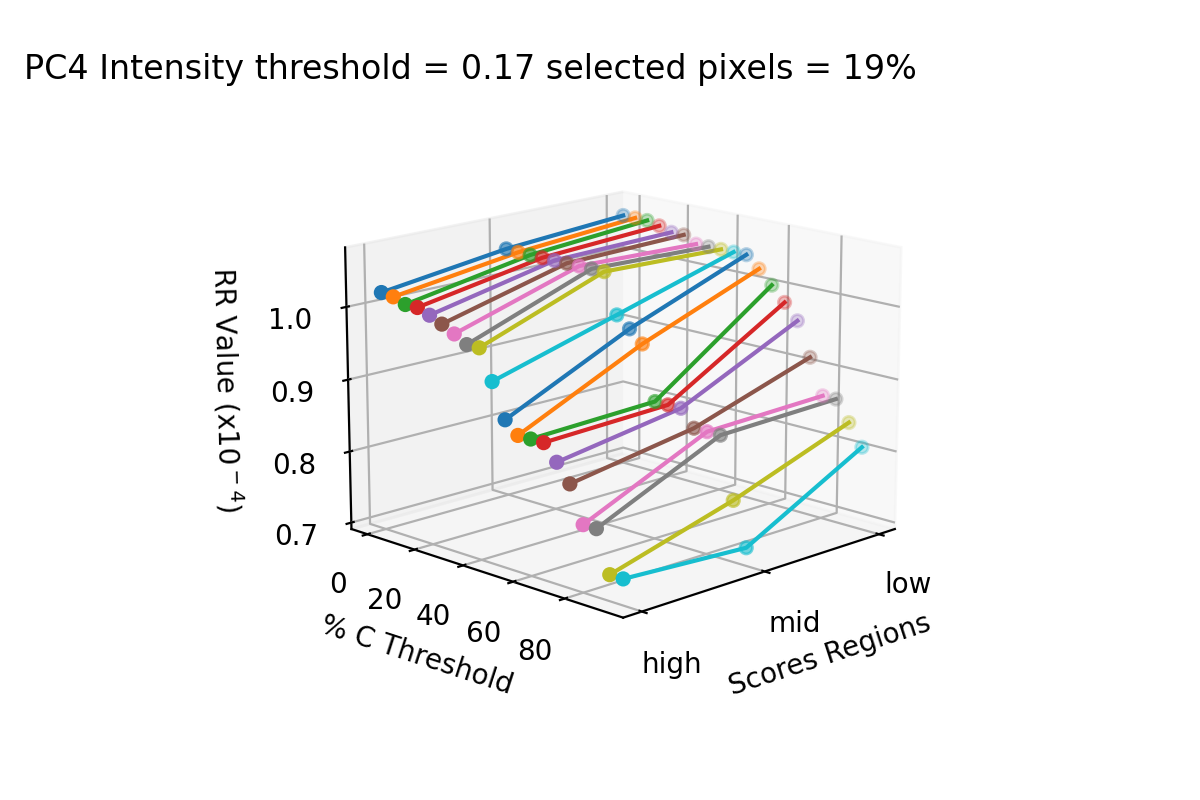 PC4 Intensity threshold = 0.17 selected pixels = 19%
RR Value (x10⁻⁴)
1.0
0.9
0.8
0.7
0
20
40
60
80
% C Threshold
high
mid
low
Scores Regions